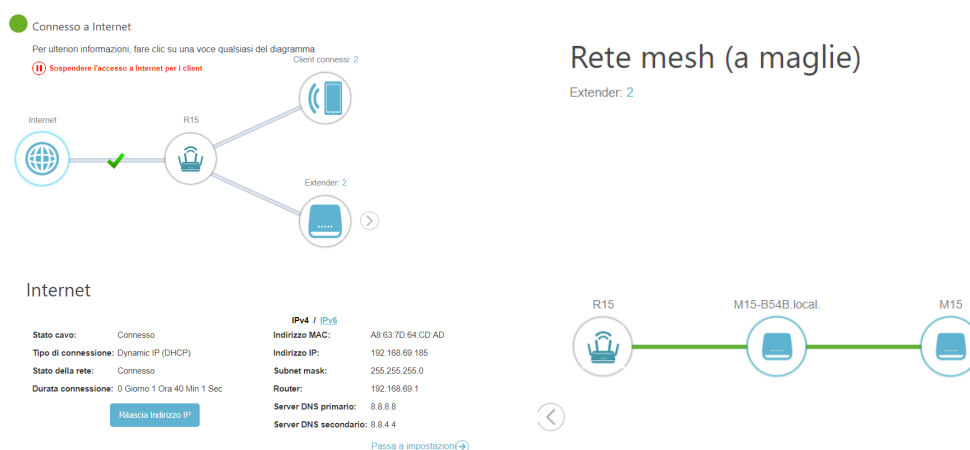 Connesso a Internet
Per ulteriori informazioni, fare clic su una voce qualsiasi del diagramma.
Sospendere l'accesso a Internet per i client
Client connessi: 2
Internet
R15
Extender: 2
Internet
IPv4 / IPv6
Stato cavo: Connesso
Tipo di connessione: Dynamic IP (DHCP)
Stato della rete: Connesso
Durata connessione: 0 Giorno 1 Ora 40 Min 1 Sec
Rilascia Indirizzo IP
Indirizzo MAC: A8:63:7D:64:CD:AD
Indirizzo IP: 192.168.69.185
Subnet mask: 255.255.255.0
Router: 192.168.69.1
Server DNS primario: 8.8.8.8
Server DNS secondario: 8.8.4.4
Passa a impostazioni
Rete mesh (a maglie)
Extender: 2
R15
M15-B54B.local.
M15